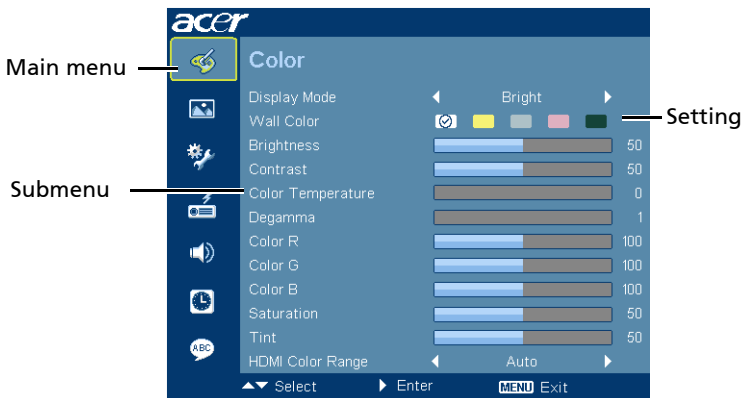 acer
Main menu
Color
Display Mode Bright
Wall Color
Setting
Brightness 50
Contrast 50
Submenu
Color Temperature 0
Degamma 1
Color R 100
Color G 100
Color B 100
Saturation 50
Tint 50
ABC
HDMI Color Range Auto
Select Enter MENU Exit